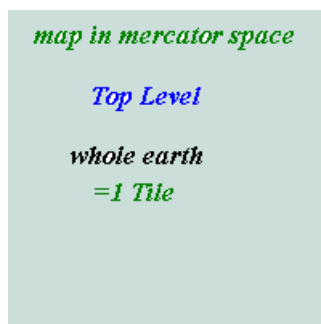 map in mercator space
Top Level
whole earth
=1 Tile